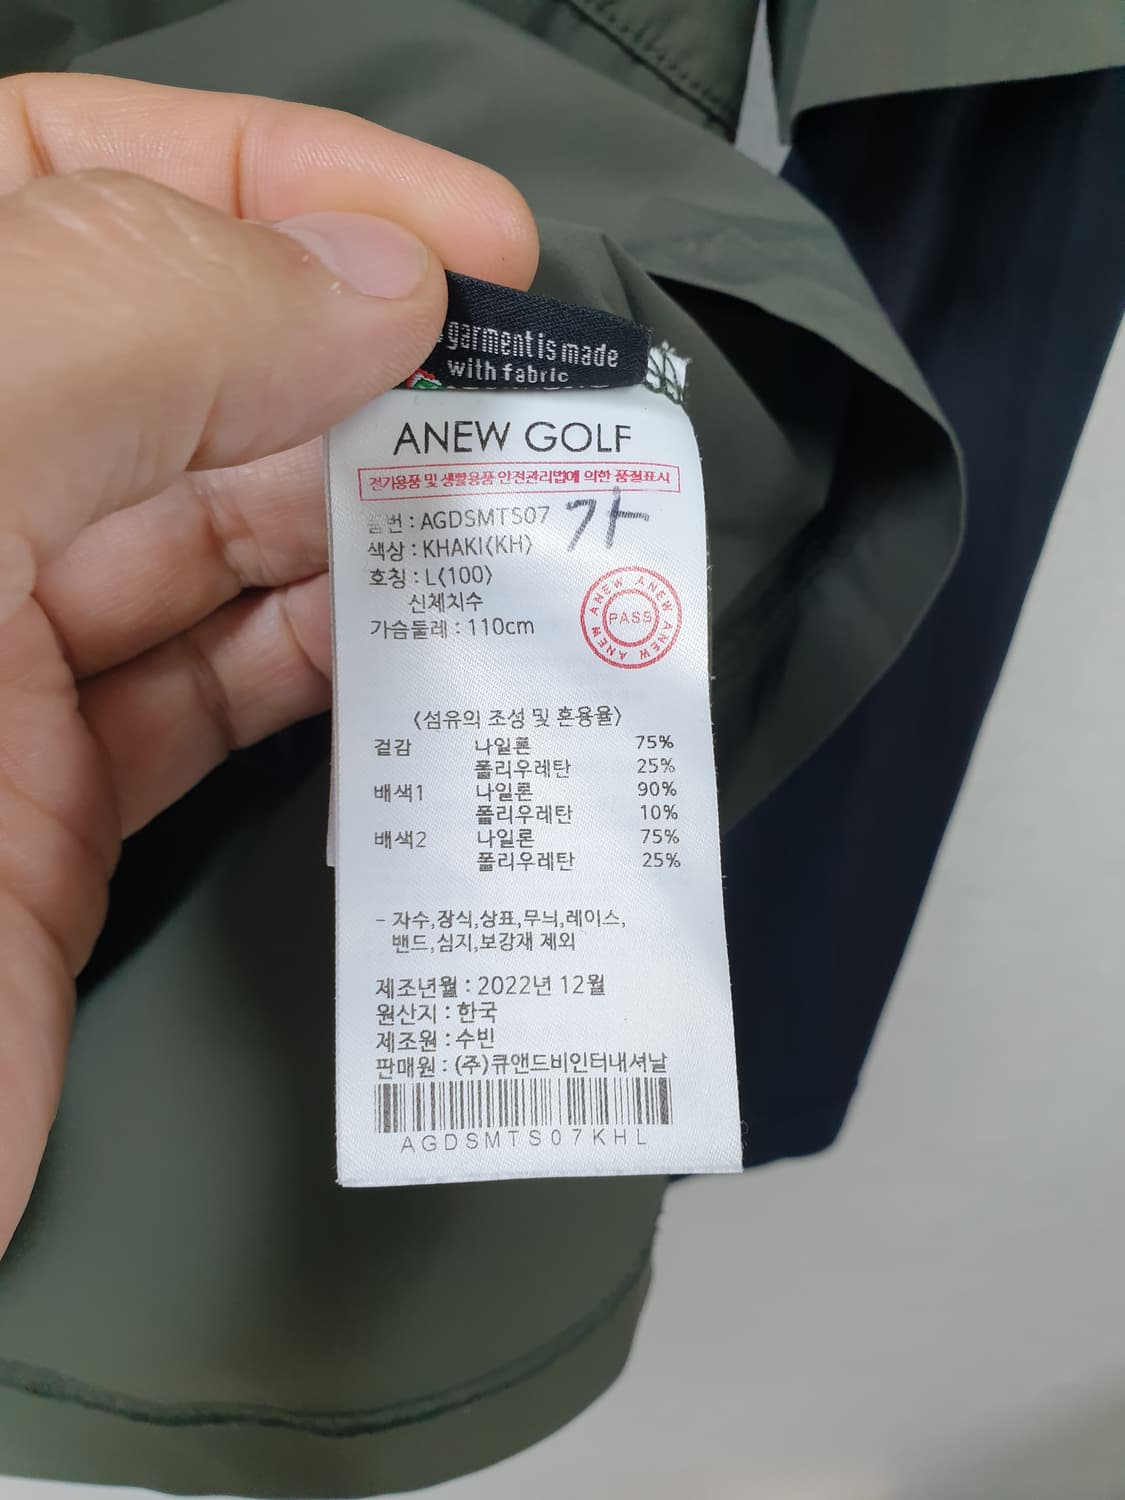 garment is made
with fabric
ANEW GOLF
전기용품 및 생활용품 안전관리법에 의한 품질표시
품번 : AGDSMTS07 가
색상 : KHAKI(KH)
호칭 : L(100)
신체치수
가슴둘레 : 110cm
ANEW ANEW ANEW ANEW
PASS
(섬유의 조성 및 혼용율)
겉감 나일론 75%
폴리우레탄 25%
배색1 나일론 90%
폴리우레탄 10%
배색2 나일론 75%
폴리우레탄 25%
- 자수,장식,상표,무늬,레이스,
밴드,심지,보강재 제외
제조년월 : 2022년 12월
원산지 : 한국
제조원 : 수빈
판매원 : (주)큐앤드비인터내셔날
AGDSMTS07KHL